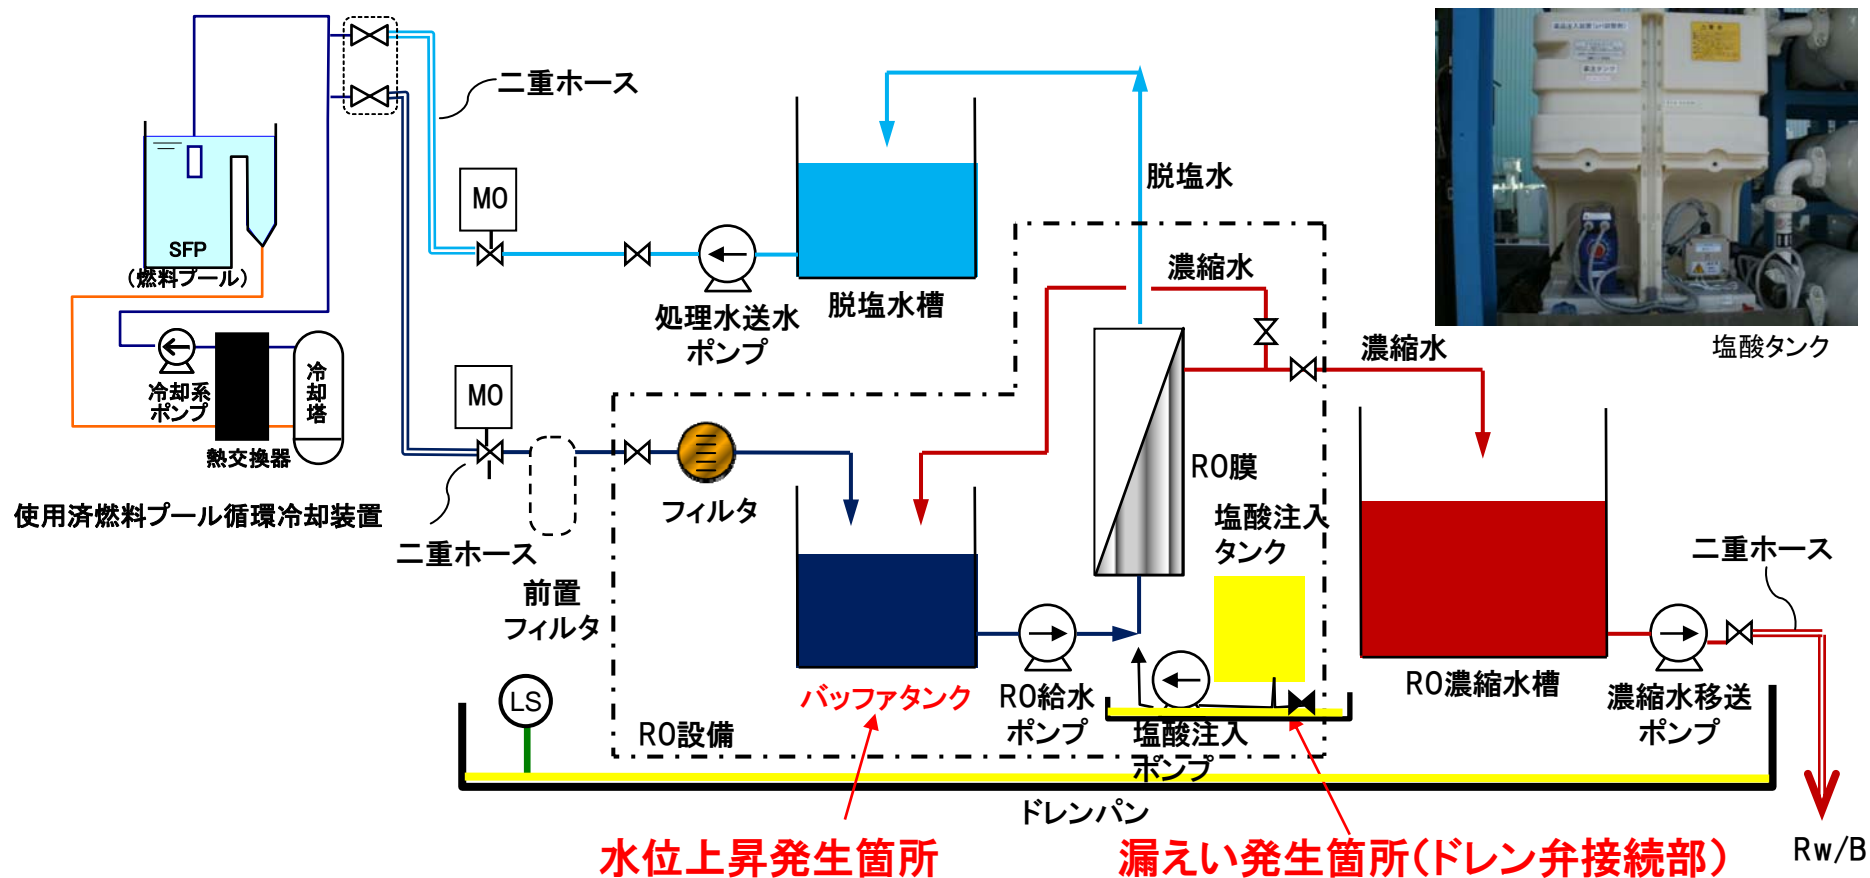 二重ホース
MO
脱塩水
SFP
(燃料プール)
濃縮水
処理水送水
ポンプ
脱塩水槽
塩酸タンク
濃縮水
冷却系
ポンプ
冷却塔
MO
熱交換器
RO膜
使用済燃料プール循環冷却装置
フィルタ
塩酸注入
タンク
二重ホース
二重ホース
前置
フィルタ
LS
バッファタンク
RO給水
ポンプ
RO濃縮水槽
濃縮水移送
ポンプ
RO設備
塩酸注入
ポンプ
ドレンパン
水位上昇発生箇所
漏えい発生箇所(ドレン弁接続部)
Rw/B